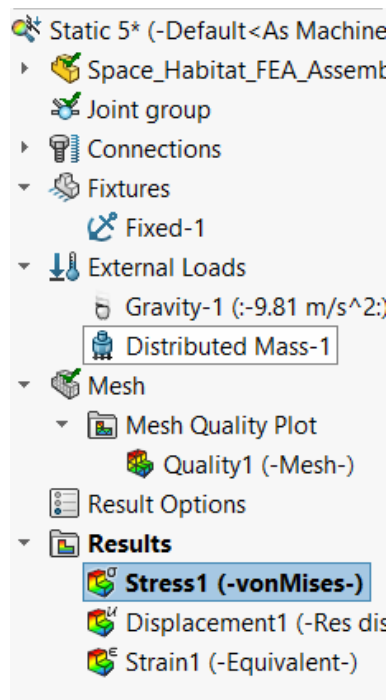 Static 5* (-Default<As Machine
Space_Habitat_FEA_Assemb
Joint group
Connections
Fixtures
Fixed-1
External Loads
Gravity-1 (:-9.81 m/s^2:)
Distributed Mass-1
Mesh
Mesh Quality Plot
Quality1 (-Mesh-)
Result Options
Results
Stress1 (-vonMises-)
Displacement1 (-Res dis
Strain1 (-Equivalent-)